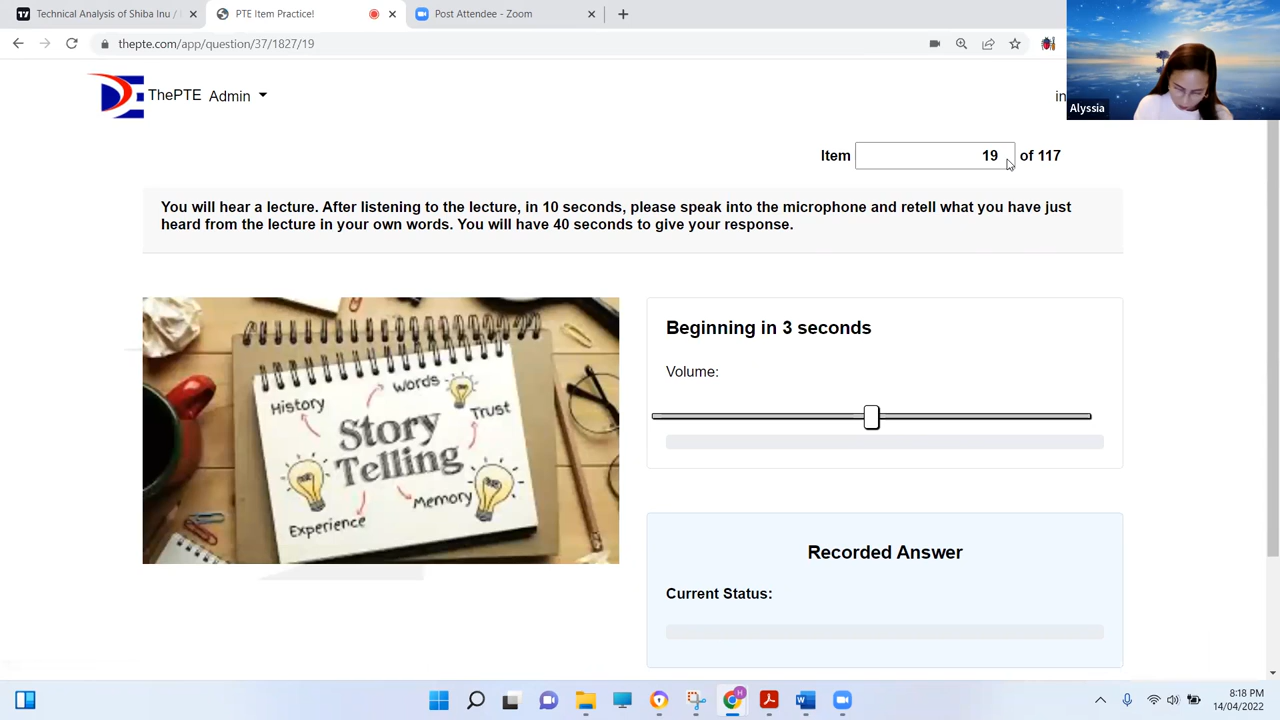 Technical Analysis of Shiba Inu /
PTE Item Practice!
Post Attendee - Zoom
thepte.com/app/question/37/1827/19
Alyssia
ThePTE Admin
in
Item 19 of 117
You will hear a lecture. After listening to the lecture, in 10 seconds, please speak into the microphone and retell what you have just
heard from the lecture in your own words. You will have 40 seconds to give your response.
History
Words
Trust
Story
Telling
Memory
Experience
Beginning in 3 seconds
Volume:
Recorded Answer
Current Status:
8:18 PM
14/04/2022